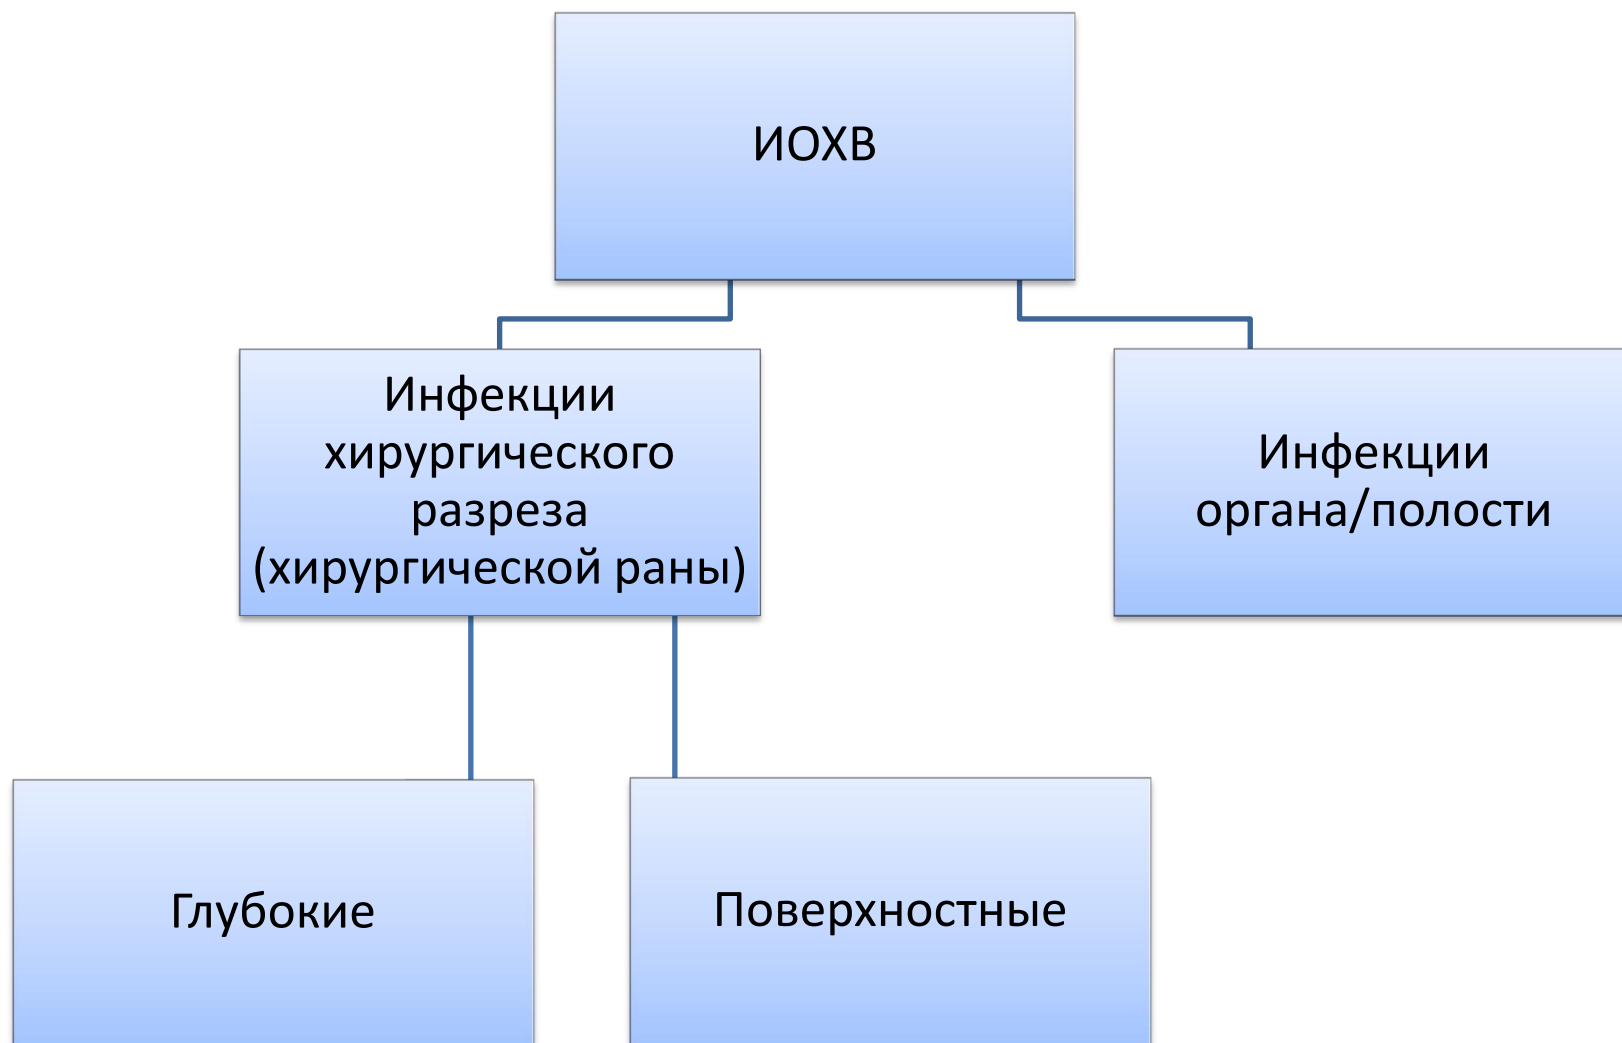 ИОХВ
Инфекции
хирургического
разреза
(хирургической раны)
Инфекции
органа/полости
Глубокие
Поверхностные